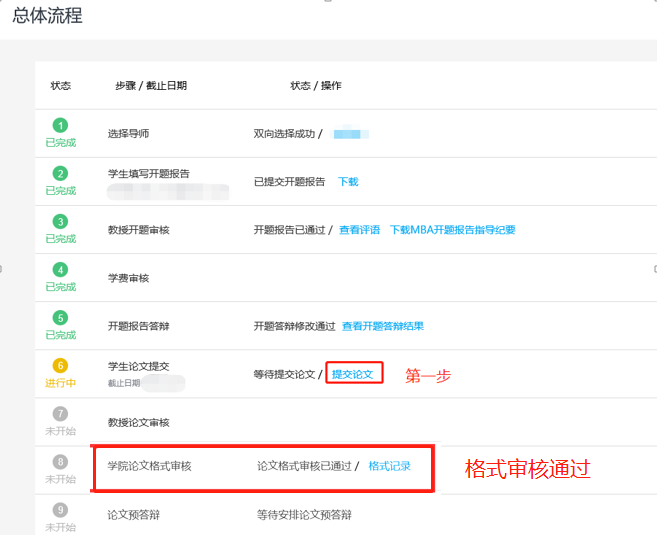 总体流程
状态 步骤 / 截止日期 状态 / 操作
1
已完成 选择导师 双向选择成功 /
2
已完成 学生填写开题报告 已提交开题报告 下载
3
已完成 教授开题审核 开题报告已通过 / 查看评语 下载MBA开题报告指导纪要
4
已完成 学费审核
5
已完成 开题报告答辩 开题答辩修改通过 查看开题答辩结果
6
进行中 学生论文提交 等待提交论文 / 提交论文 第一步
截止日期
7
未开始 教授论文审核
8
未开始 学院论文格式审核 论文格式审核已通过 / 格式记录 格式审核通过
9
未开始 论文预答辩 等待安排论文预答辩